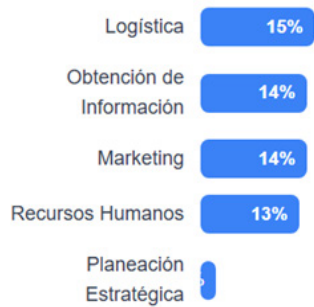 Logística 15%
Obtención de
Información 14%
Marketing 14%
Recursos Humanos 13%
Planeación
Estratégica